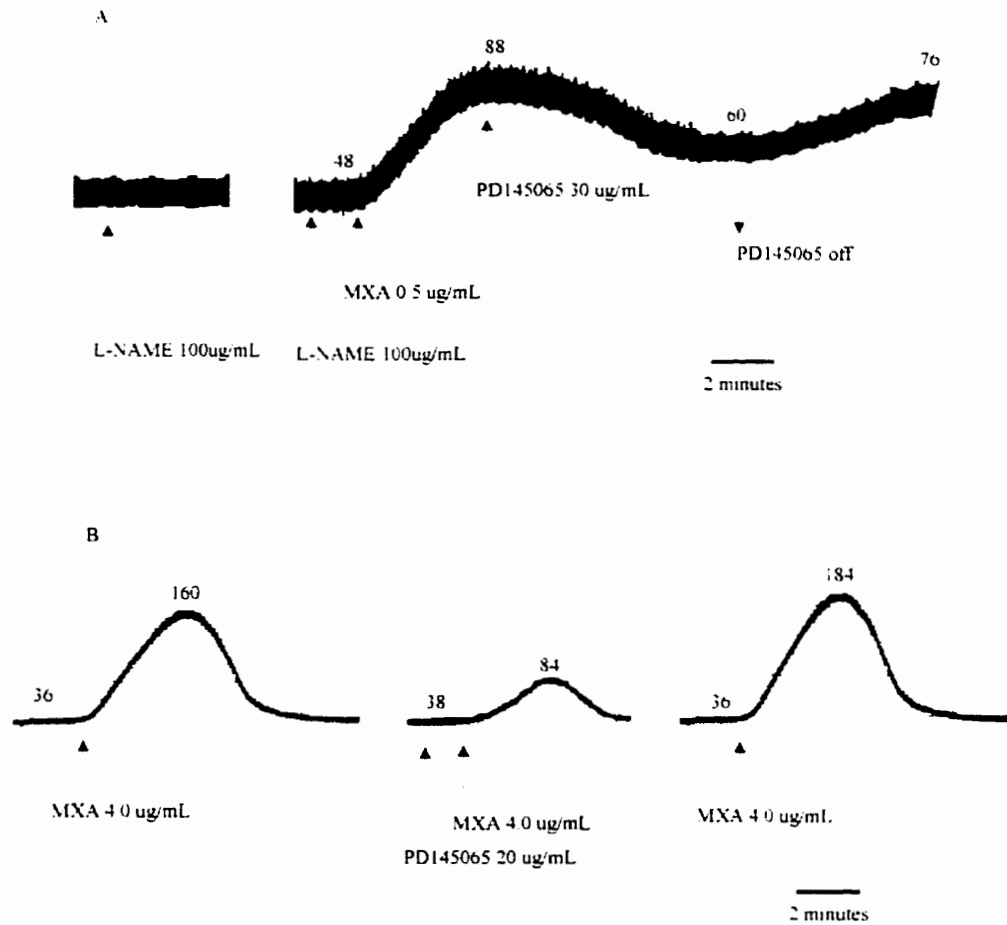 A
88
76
60
48
PD145065 30 ug/mL
PD145065 off
MXA 0 5 ug/mL
L-NAME 100ug/mL
L-NAME 100ug/mL
2 minutes
B
160
184
84
36
38
36
MXA 4 0 ug/mL
MXA 4.0 ug/mL
MXA 4 0 ug/mL
PD145065 20 ug/mL
2 minutes